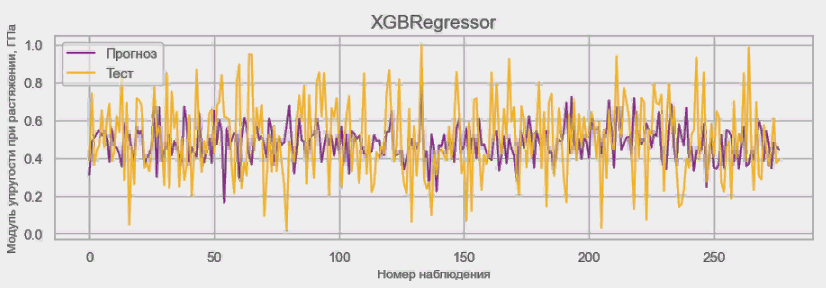 XGBRegressor
Модуль упругости при растяжении, ГПа
1.0
0.8
0.6
0.4
0.2
0.0
Прогноз
Тест
0 50 100 150 200 250
Номер наблюдения